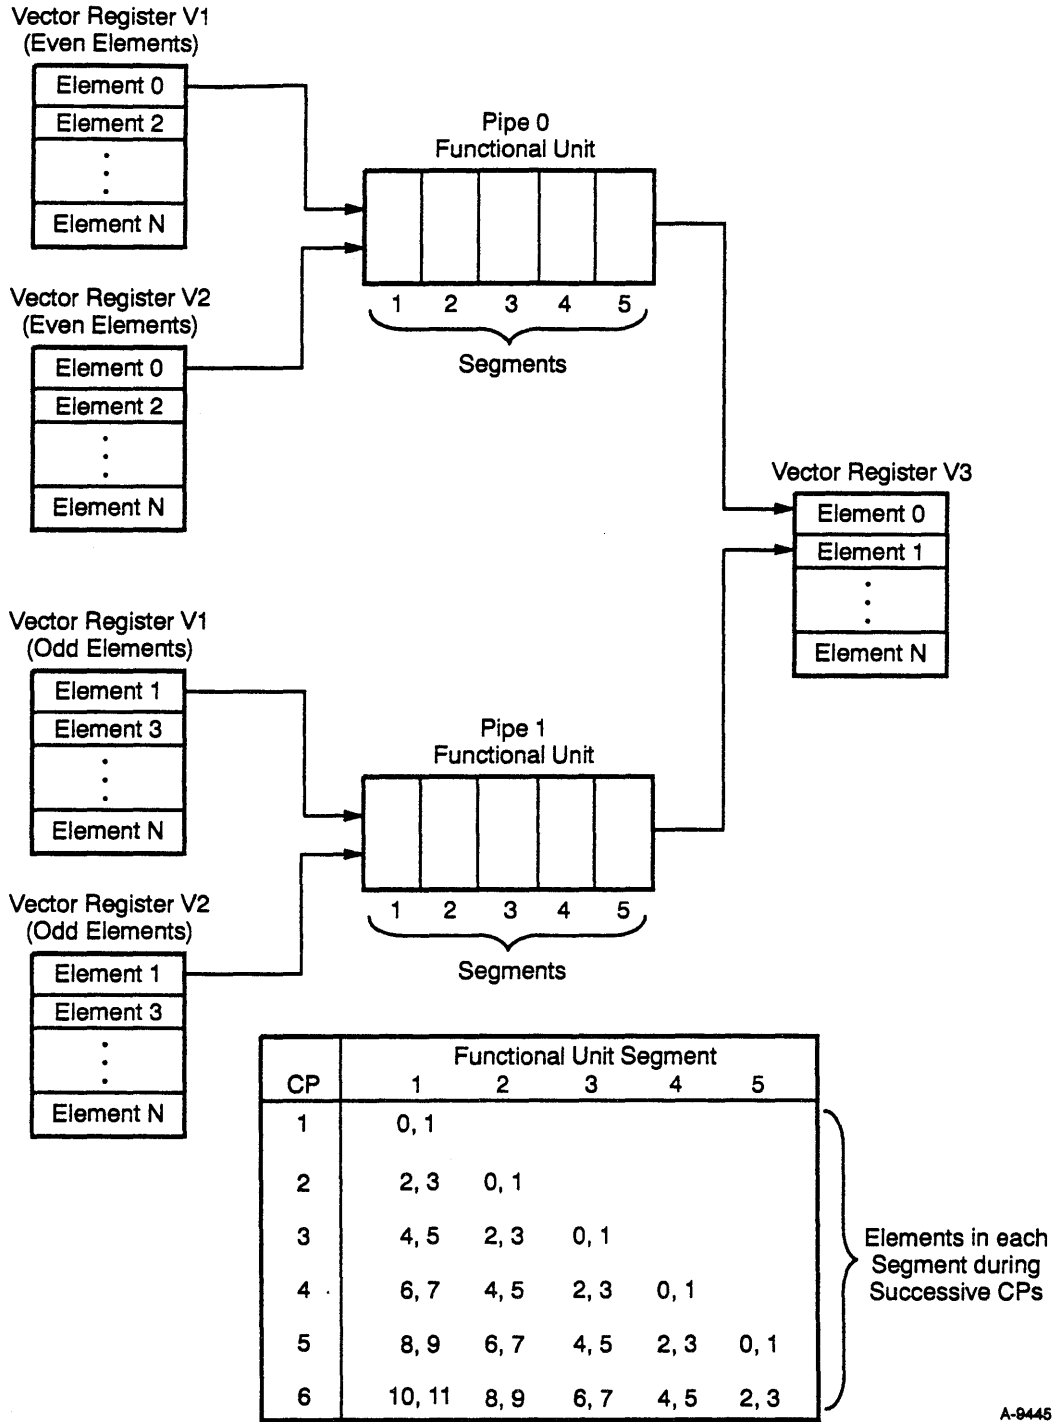 Vector Register V1
(Even Elements)
Element 0
Element 2
Element N
Pipe 0
Functional Unit
1 2 3 4 5
Segments
Vector Register V2
(Even Elements)
Element 0
Element 2
Element N
Vector Register V3
Element 0
Element 1
Element N
Vector Register V1
(Odd Elements)
Element 1
Element 3
Element N
Pipe 1
Functional Unit
1 2 3 4 5
Segments
Vector Register V2
(Odd Elements)
Element 1
Element 3
Element N
Functional Unit Segment
CP 1 2 3 4 5
1 0, 1
2 2, 3 0, 1
3 4, 5 2, 3 0, 1
4 6, 7 4, 5 2, 3 0, 1
5 8, 9 6, 7 4, 5 2, 3 0, 1
6 10, 11 8, 9 6, 7 4, 5 2, 3
Elements in each
Segment during
Successive CPs
A-9445